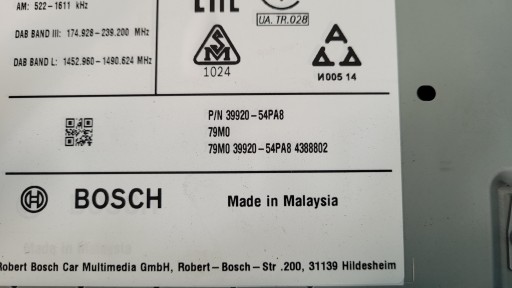 AM: 522-1611 kHz
DAB BAND III: 174.928-239.200 MHz
DAB BAND L: 1452.960-1490.624 MHz
UA.TR.028
SM
1024
AAA
И005 14
P/N 39920-54PA8
79M0
79M0 39920-54PA8 4388802
BOSCH
Made in Malaysia
Robert Bosch Car Multimedia GmbH, Robert-Bosch-Str .200, 31139 Hildesheim